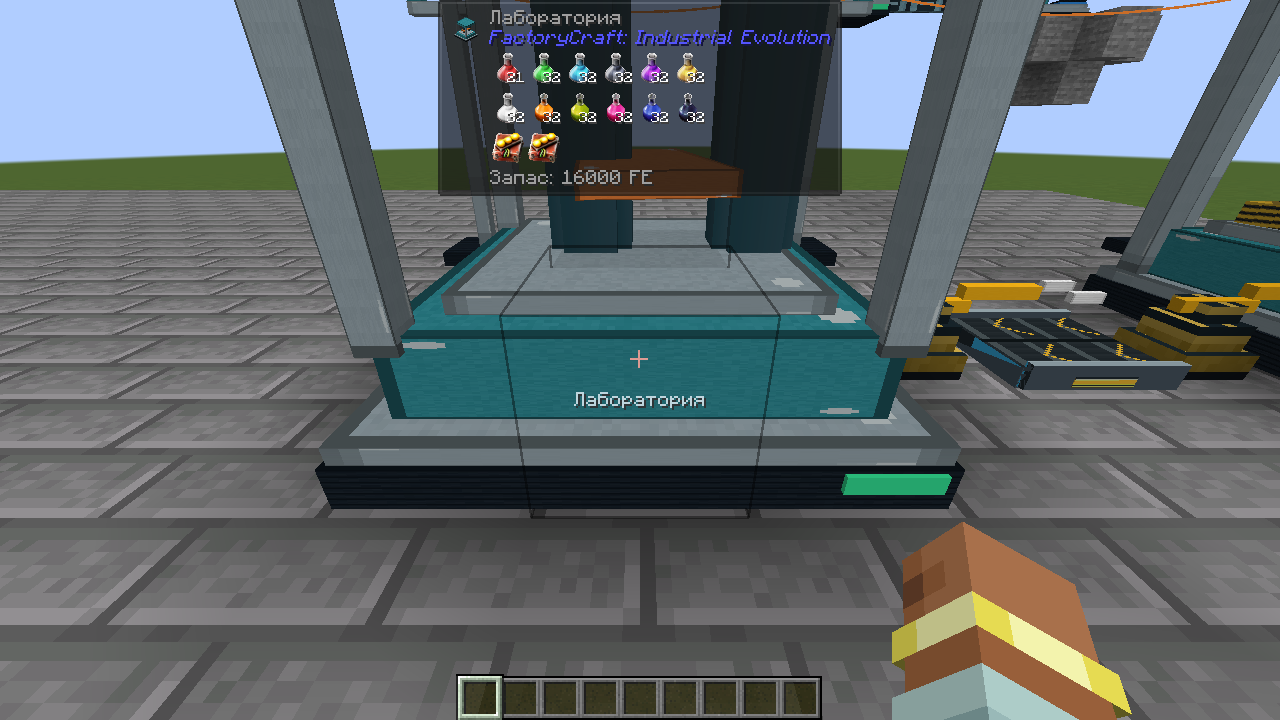 Лаборатория
FactoryCraft: Industrial Evolution
21 32 32 32 32 32
32 32 32 32 32 32
Запас: 16000 FE
Лаборатория